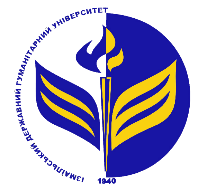 ІЗМАЇЛЬСЬКИЙ ДЕРЖАВНИЙ ГУМАНІТАРНИЙ УНІВЕРСИТЕТ
1940